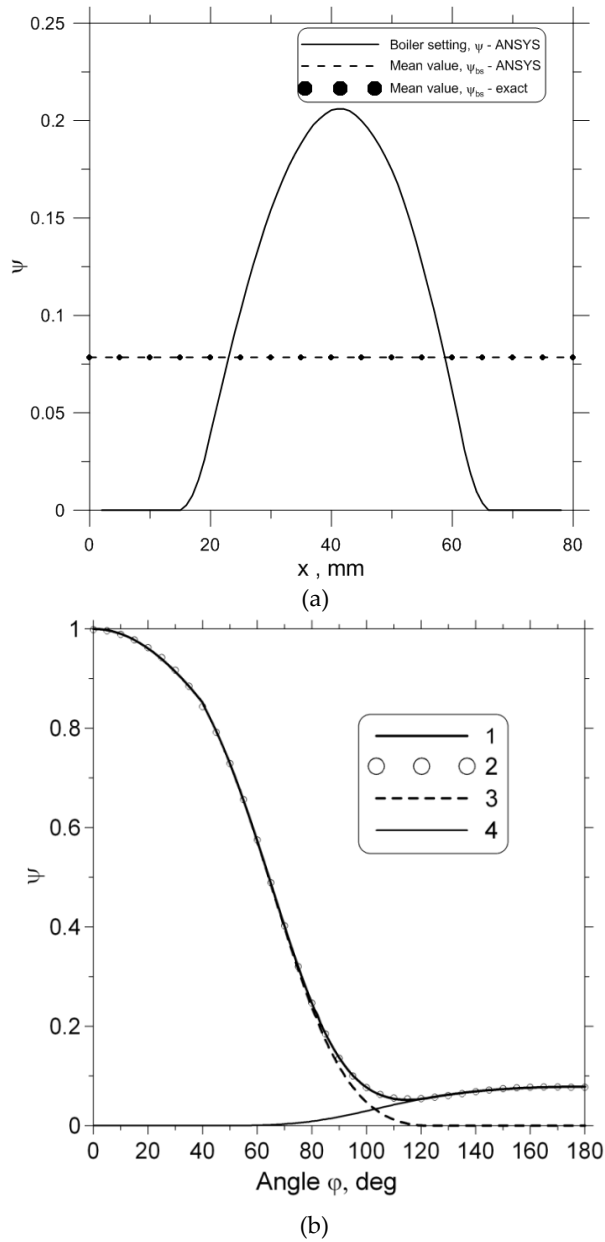 Boiler setting, ψ - ANSYS
Mean value, ψbs - ANSYS
Mean value, ψbs - exact
0.25
0.2
0.15
0.1
0.05
0
ψ
0 20 40 60 80
x , mm
(a)
1
0.8
0.6
0.4
0.2
0
ψ
1
2
3
4
0 20 40 60 80 100 120 140 160 180
Angle φ, deg
(b)